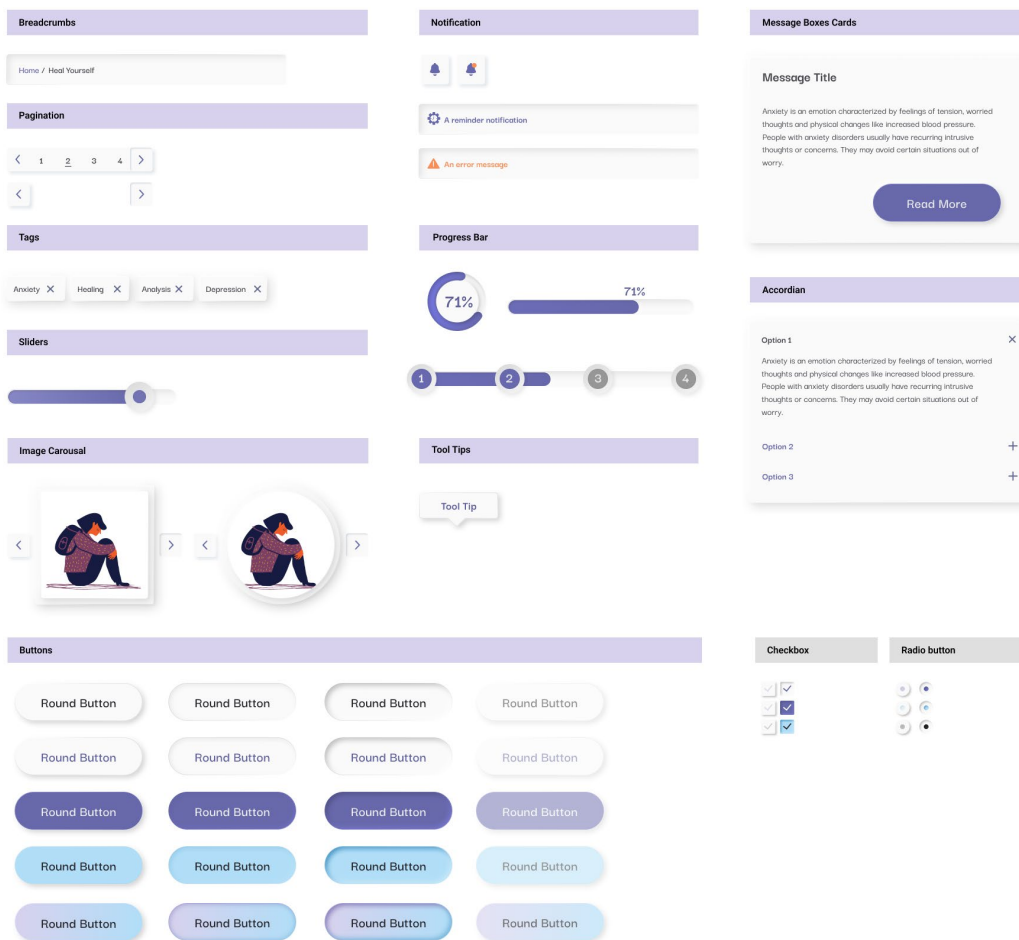 Breadcrumbs
Home / Heal Yourself
Pagination
1 2 3 4
Tags
Anxiety
Healing
Analysis
Depression
Sliders
Image Carousal
Notification
A reminder notification
An error message
Progress Bar
71%
71%
1 2 3 4
Tool Tips
Tool Tip
Message Boxes Cards
Message Title
Anxiety is an emotion characterized by feelings of tension, worried
thoughts and physical changes like increased blood pressure.
People with anxiety disorders usually have recurring intrusive
thoughts or concerns. They may avoid certain situations out of
worry.
Read More
Accordian
Option 1
Anxiety is an emotion characterized by feelings of tension, worried
thoughts and physical changes like increased blood pressure.
People with anxiety disorders usually have recurring intrusive
thoughts or concerns. They may avoid certain situations out of
worry.
Option 2
Option 3
Buttons
Round Button Round Button Round Button Round Button
Round Button Round Button Round Button Round Button
Round Button Round Button Round Button Round Button
Round Button Round Button Round Button Round Button
Round Button Round Button Round Button Round Button
Checkbox
Radio button